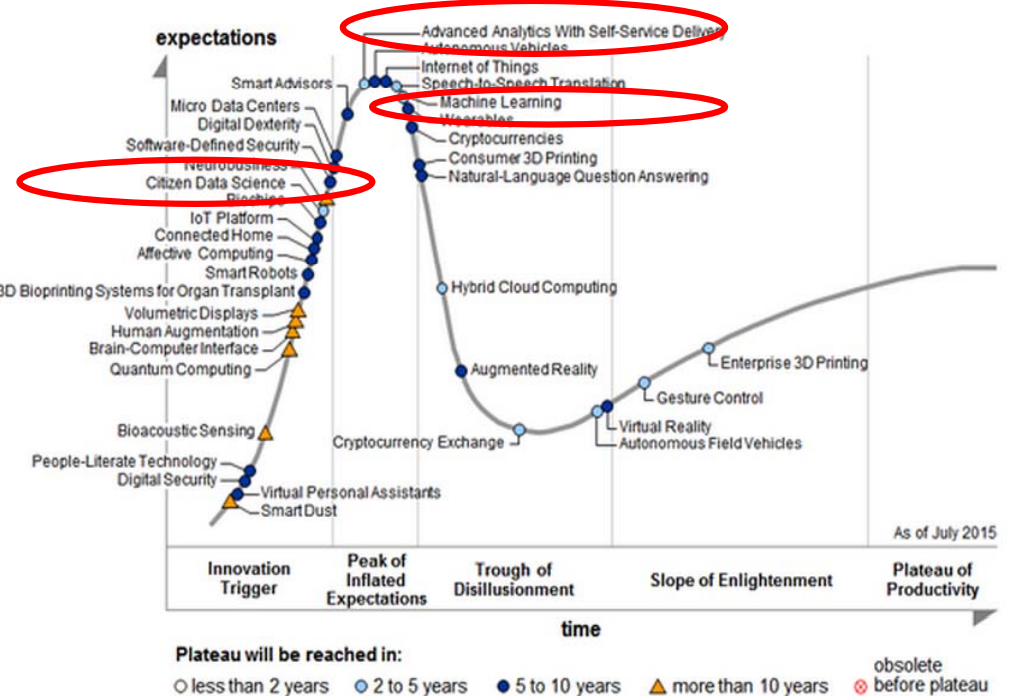 expectations
Advanced Analytics With Self-Service Delivery
Autonomous Vehicles
Internet of Things
Speech-to-Speech Translation
Machine Learning
Wearables
Cryptocurrencies
Consumer 3D Printing
Natural-Language Question Answering
Smart Advisors
Micro Data Centers
Digital Dexterity
Software-Defined Security
Neurobusiness
Citizen Data Science
Biochips
IoT Platform
Connected Home
Affective Computing
Smart Robots
3D Bioprinting Systems for Organ Transplant
Volumetric Displays
Human Augmentation
Brain-Computer Interface
Quantum Computing
Bioacoustic Sensing
People-Literate Technology
Digital Security
Virtual Personal Assistants
Smart Dust
Hybrid Cloud Computing
Augmented Reality
Cryptocurrency Exchange
Enterprise 3D Printing
Gesture Control
Virtual Reality
Autonomous Field Vehicles
As of July 2015
Innovation
Trigger
Peak of
Inflated
Expectations
Trough of
Disillusionment
Slope of Enlightenment
Plateau of
Productivity
time
Plateau will be reached in:
less than 2 years
2 to 5 years
5 to 10 years
more than 10 years
obsolete
before plateau